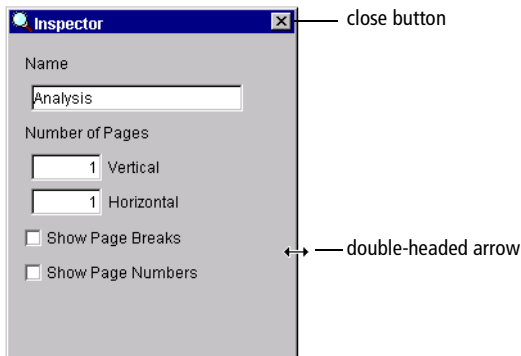 Inspector
close button
Name
Analysis
Number of Pages
1 Vertical
1 Horizontal
Show Page Breaks
double-headed arrow
Show Page Numbers